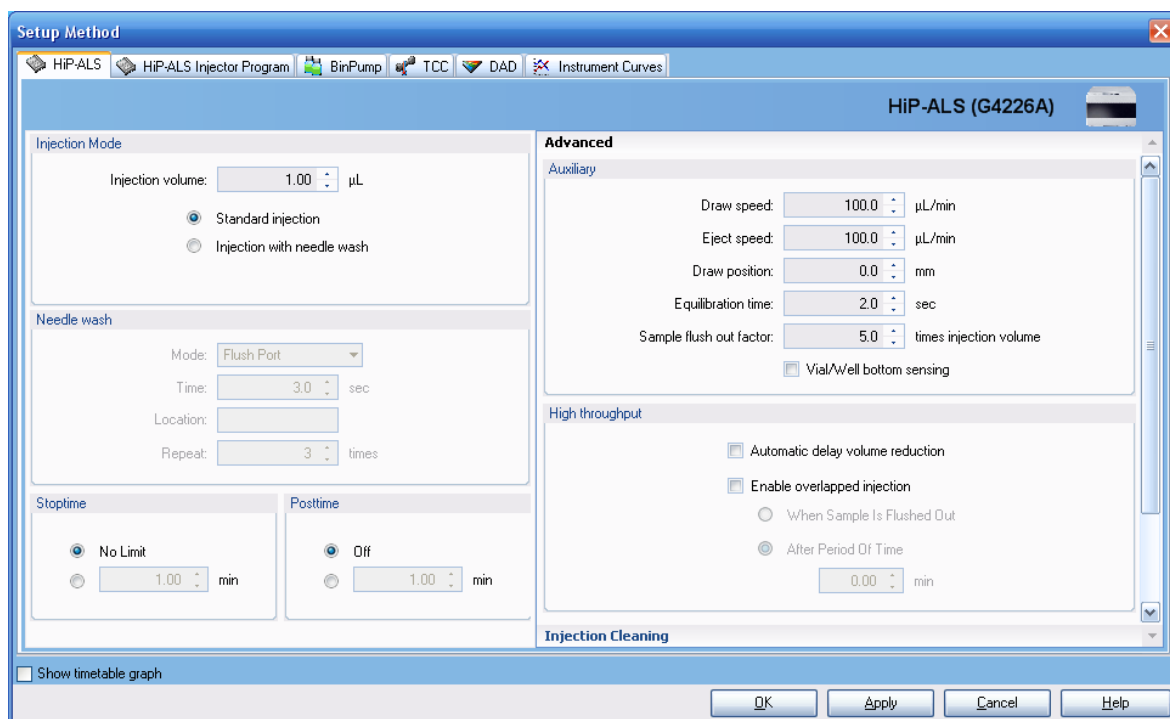 Setup Method
HiP-ALS HiP-ALS Injector Program BinPump TCC DAD Instrument Curves
HiP-ALS (G4226A)
Injection Mode
Injection volume: 1.00 µL
Standard injection
Injection with needle wash
Needle wash
Mode: Flush Port
Time: 3.0 sec
Location:
Repeat: 3 times
Stoptime
No Limit
1.00 min
Posttime
Off
1.00 min
Advanced
Auxiliary
Draw speed: 100.0 µL/min
Eject speed: 100.0 µL/min
Draw position: 0.0 mm
Equilibration time: 2.0 sec
Sample flush out factor: 5.0 times injection volume
Vial/Well bottom sensing
High throughput
Automatic delay volume reduction
Enable overlapped injection
When Sample Is Flushed Out
After Period Of Time
0.00 min
Injection Cleaning
Show timetable graph
OK Apply Cancel Help